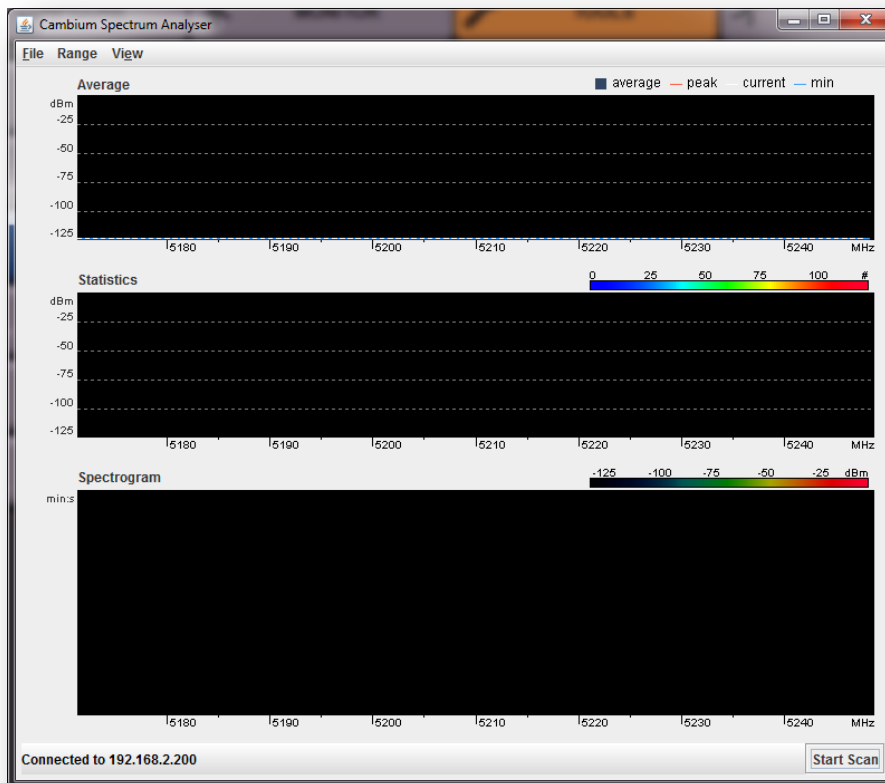 MONITOR
TOOLS
Cambium Spectrum Analyser
File Range View
Average
average peak current min
dBm
-25
-50
-75
-100
-125
5180 5190 5200 5210 5220 5230 5240 MHz
Statistics
0 25 50 75 100 #
dBm
-25
-50
-75
-100
-125
5180 5190 5200 5210 5220 5230 5240 MHz
Spectrogram
-125 -100 -75 -50 -25 dBm
min:s
5180 5190 5200 5210 5220 5230 5240 MHz
Connected to 192.168.2.200
Start Scan